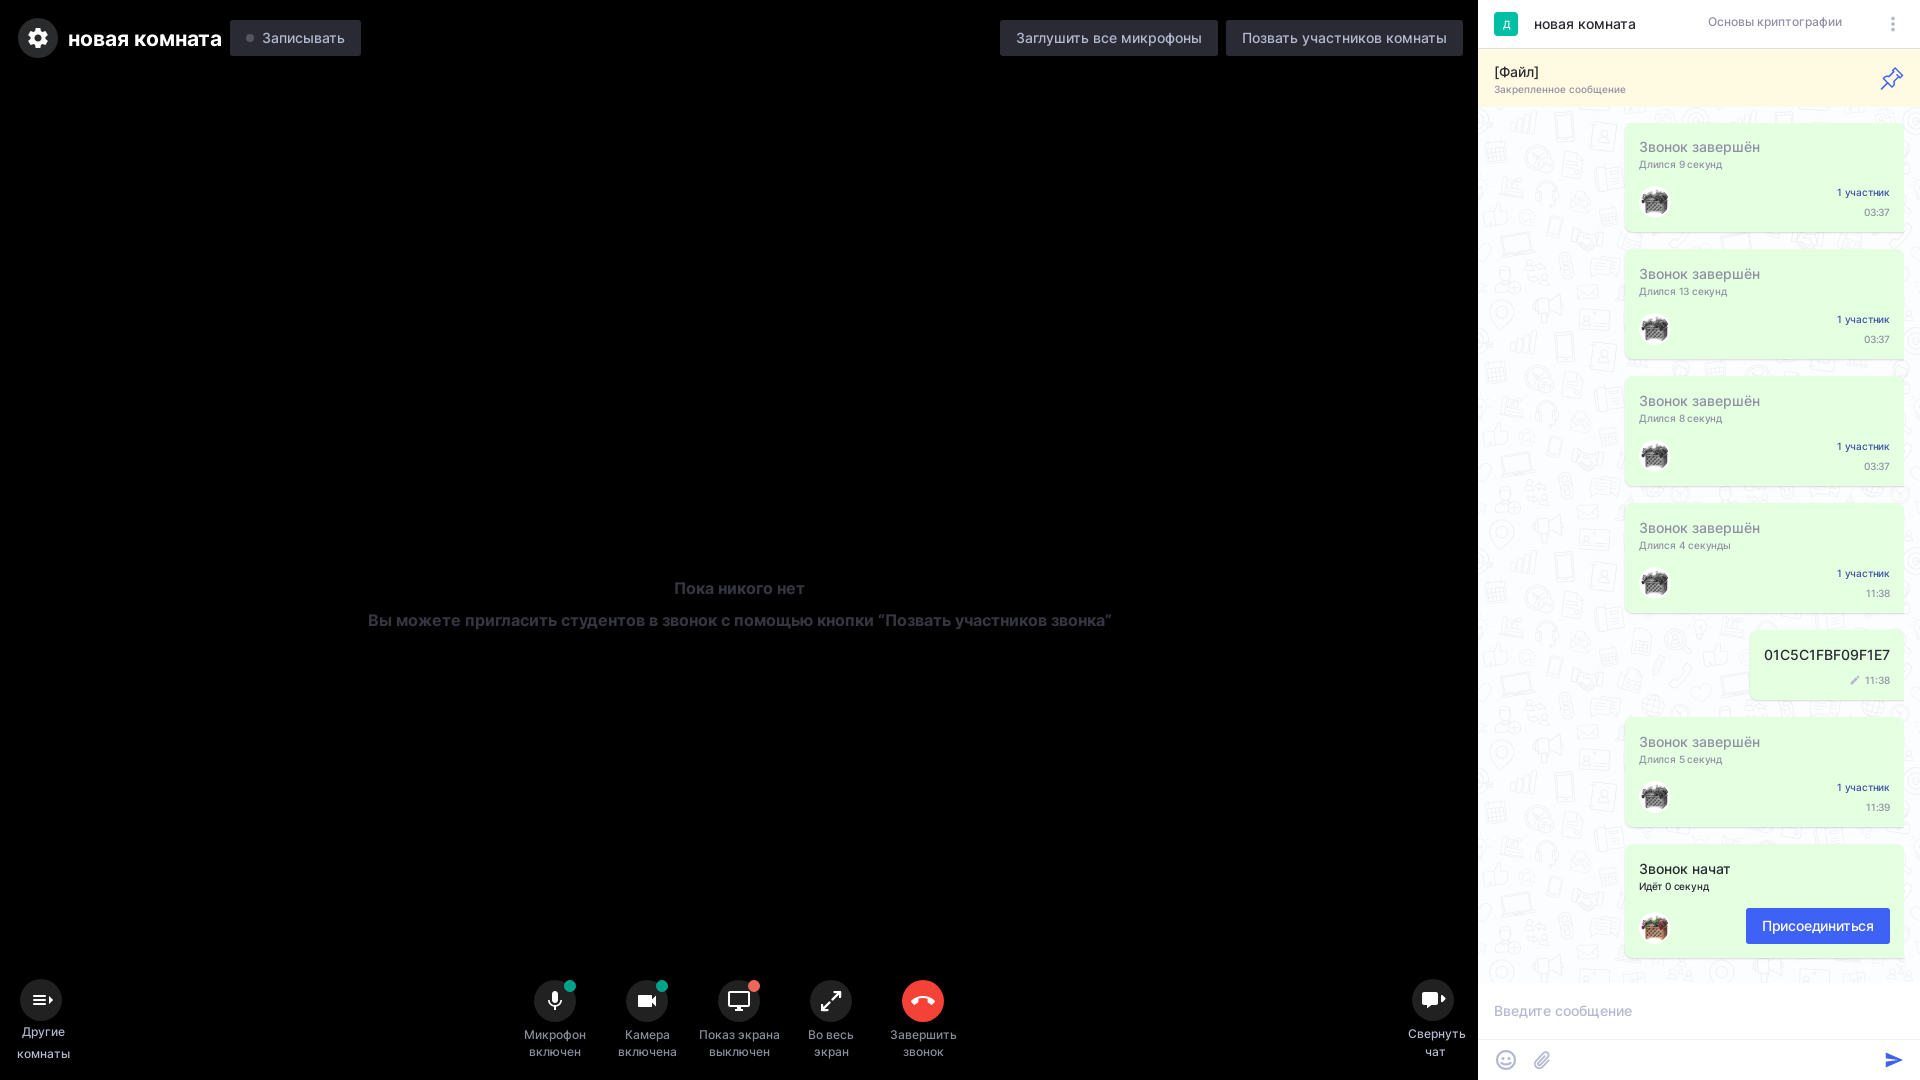 новая комната
Записывать
Заглушить все микрофоны
Позвать участников комнаты
Пока никого нет
Вы можете пригласить студентов в звонок с помощью кнопки “Позвать участников звонка”
Другие
комнаты
Микрофон
включен
Камера
включена
Показ экрана
выключен
Во весь
экран
Завершить
звонок
Свернуть
чат
Д
новая комната
Основы криптографии
[Файл]
Закрепленное сообщение
Звонок завершён
Длился 9 секунд
1 участник
03:37
Звонок завершён
Длился 13 секунд
1 участник
03:37
Звонок завершён
Длился 8 секунд
1 участник
03:37
Звонок завершён
Длился 4 секунды
1 участник
11:38
01C5C1FBF09F1E7
11:38
Звонок завершён
Длился 5 секунд
1 участник
11:39
Звонок начат
Идёт 0 секунд
Присоединиться
Введите сообщение